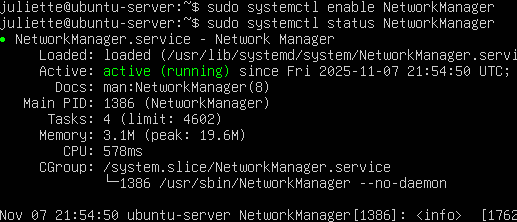 juliette@ubuntu-server:~$ sudo systemctl enable NetworkManager
juliette@ubuntu-server:~$ sudo systemctl status NetworkManager
● NetworkManager.service - Network Manager
Loaded: loaded (/usr/lib/systemd/system/NetworkManager.servi
Active: active (running) since Fri 2025-11-07 21:54:50 UTC;
Docs: man:NetworkManager(8)
Main PID: 1386 (NetworkManager)
Tasks: 4 (limit: 4602)
Memory: 3.1M (peak: 19.6M)
CPU: 578ms
CGroup: /system.slice/NetworkManager.service
└─1386 /usr/sbin/NetworkManager --no-daemon
Nov 07 21:54:50 ubuntu-server NetworkManager[1386]: <info> [1762